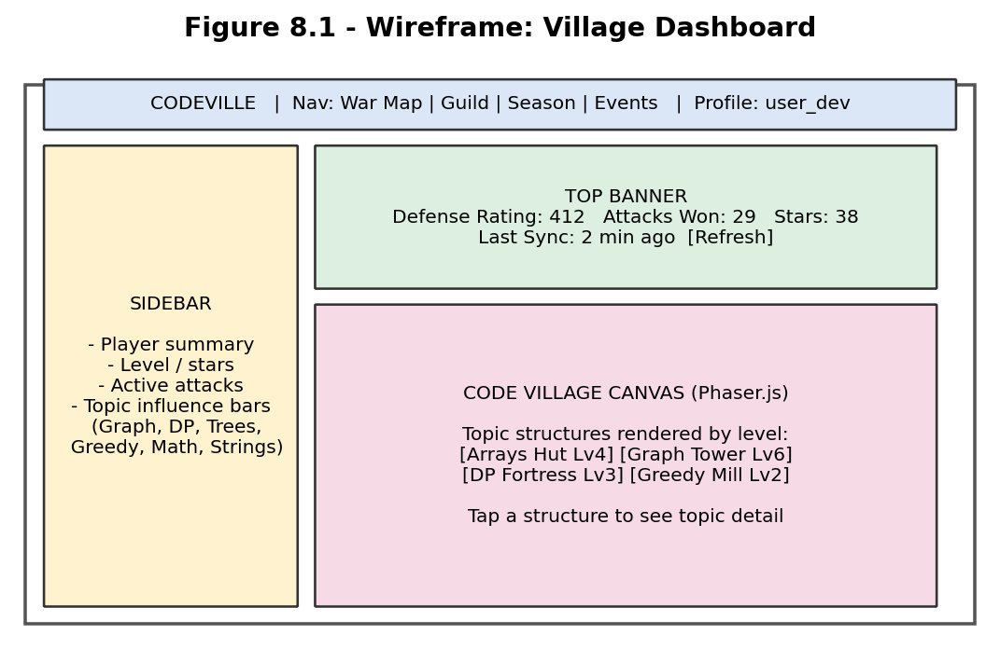 Figure 8.1 - Wireframe: Village Dashboard
CODEVILLE | Nav: War Map | Guild | Season | Events | Profile: user_dev
SIDEBAR
- Player summary
- Level / stars
- Active attacks
- Topic influence bars
(Graph, DP, Trees,
Greedy, Math, Strings)
TOP BANNER
Defense Rating: 412 Attacks Won: 29 Stars: 38
Last Sync: 2 min ago [Refresh]
CODE VILLAGE CANVAS (Phaser.js)
Topic structures rendered by level:
[Arrays Hut Lv4] [Graph Tower Lv6]
[DP Fortress Lv3] [Greedy Mill Lv2]
Tap a structure to see topic detail